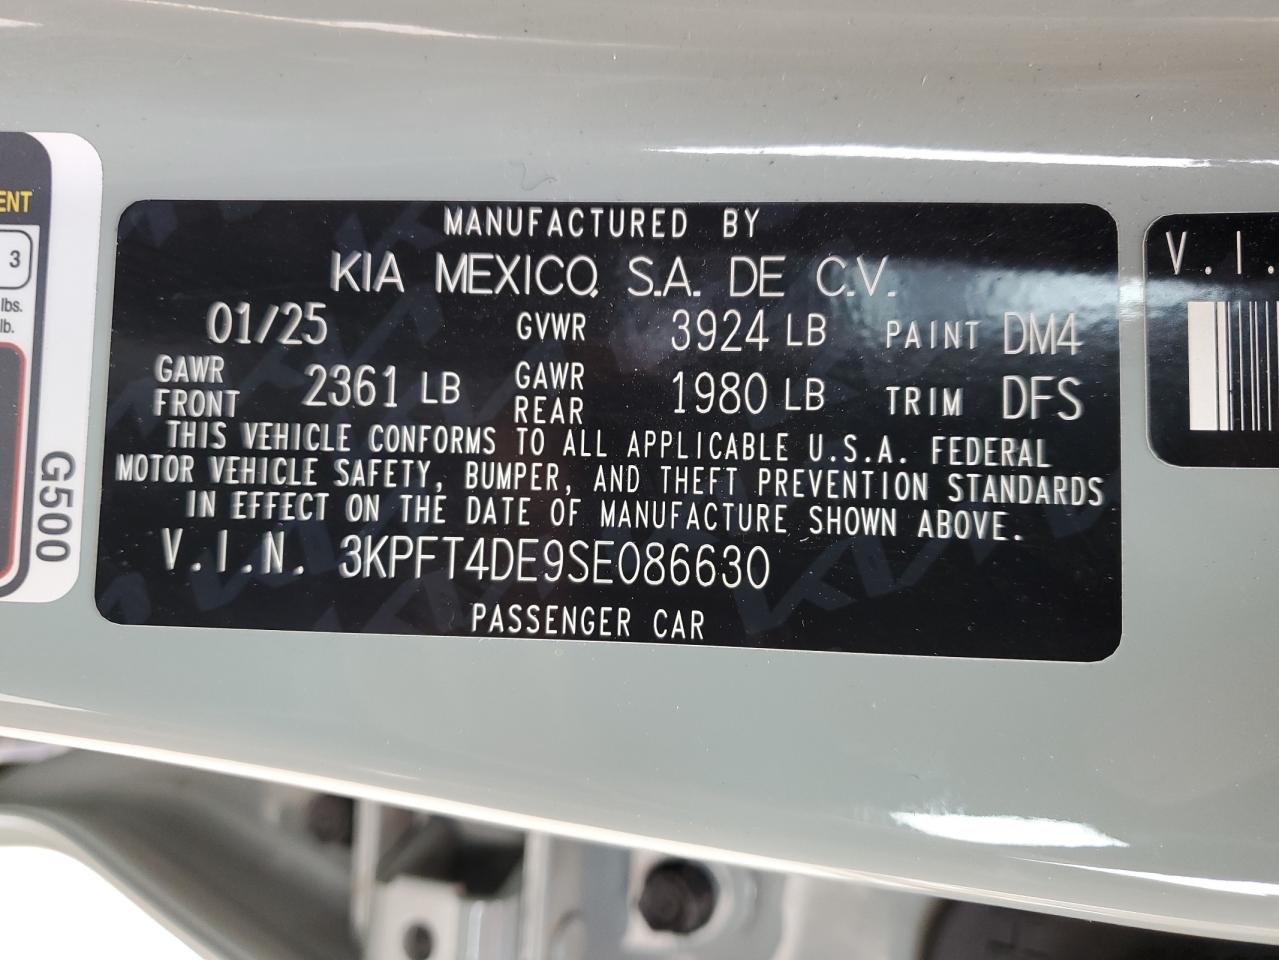 ENT
3
lbs.
lb.
G500
MANUFACTURED BY
KIA MEXICO, S.A. DE C.V.
01/25 GVWR 3924 LB PAINT DM4
GAWR FRONT 2361 LB GAWR REAR 1980 LB TRIM DFS
THIS VEHICLE CONFORMS TO ALL APPLICABLE U.S.A. FEDERAL
MOTOR VEHICLE SAFETY, BUMPER, AND THEFT PREVENTION STANDARDS
IN EFFECT ON THE DATE OF MANUFACTURE SHOWN ABOVE.
V.I.N. 3KPFT4DE9SE086630
PASSENGER CAR
V.I.